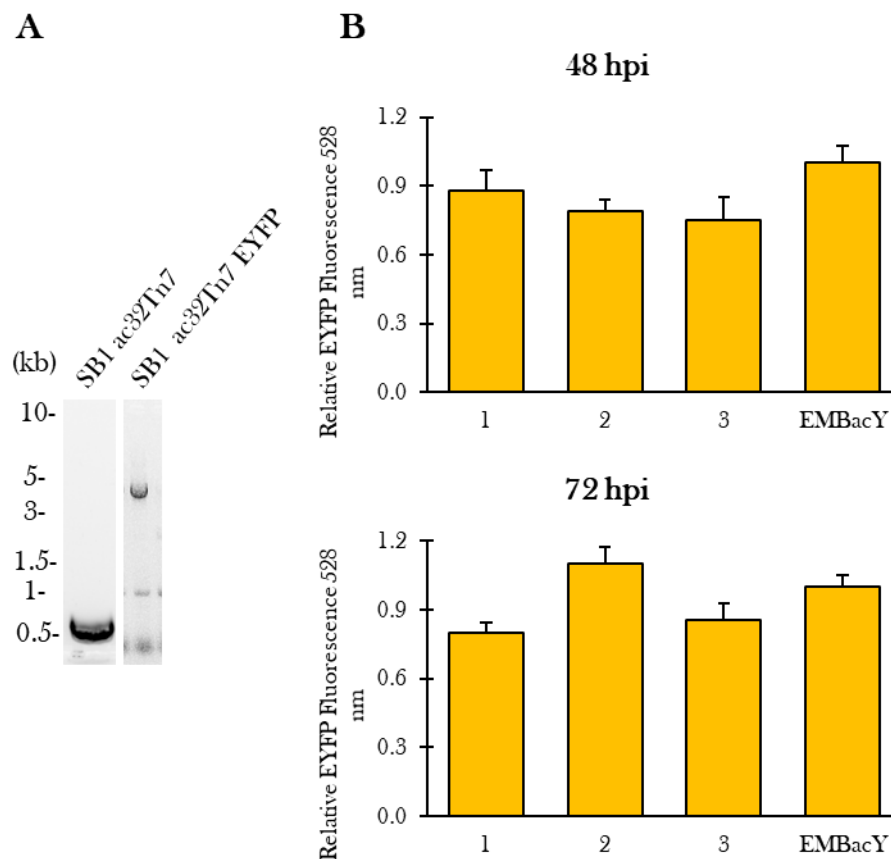 A
B
SB1 ac32Tn7
SB1 ac32Tn7 EYFP
(kb)
10-
5-
3-
1.5-
1-
0.5-
48 hpi
Relative EYFP Fluorescence 528
nm
1.2
0.9
0.6
0.3
0.0
1 2 3 EMBacY
72 hpi
Relative EYFP Fluorescence 528
nm
1.2
0.9
0.6
0.3
0.0
1 2 3 EMBacY